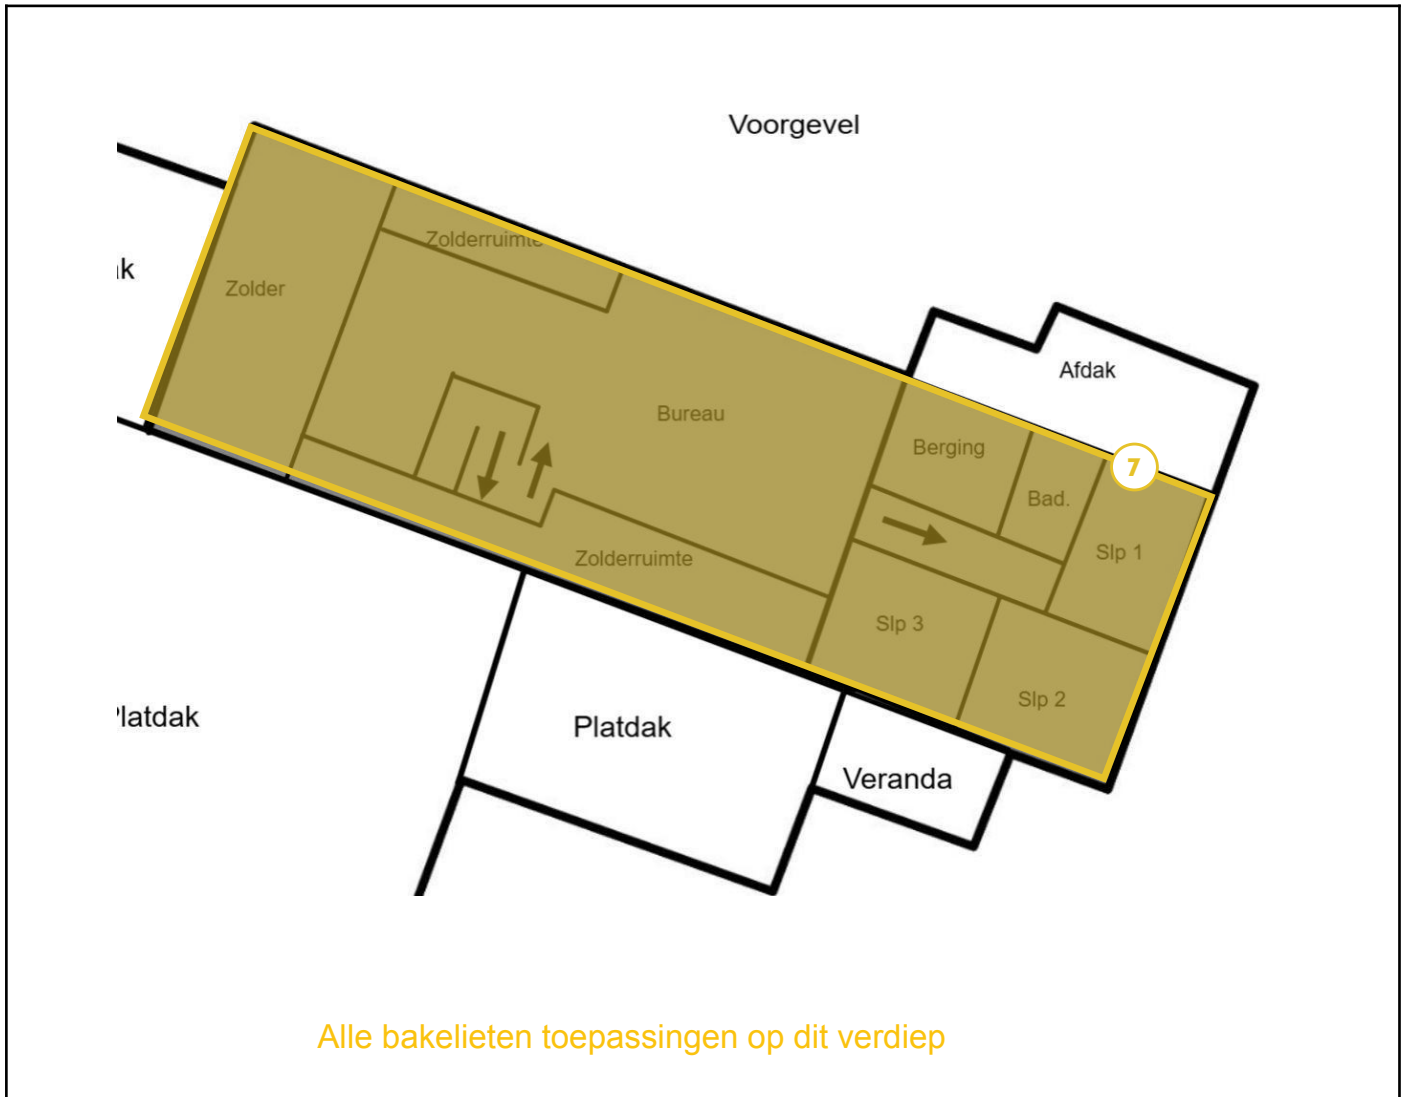 Voorgevel
Zolderruimte
Zolder
Afdak
Bureau
Berging
7
Bad.
Slp 1
Zolderruimte
Slp 3
Slp 2
Platdak
Veranda
Alle bakelieten toepassingen op dit verdiep